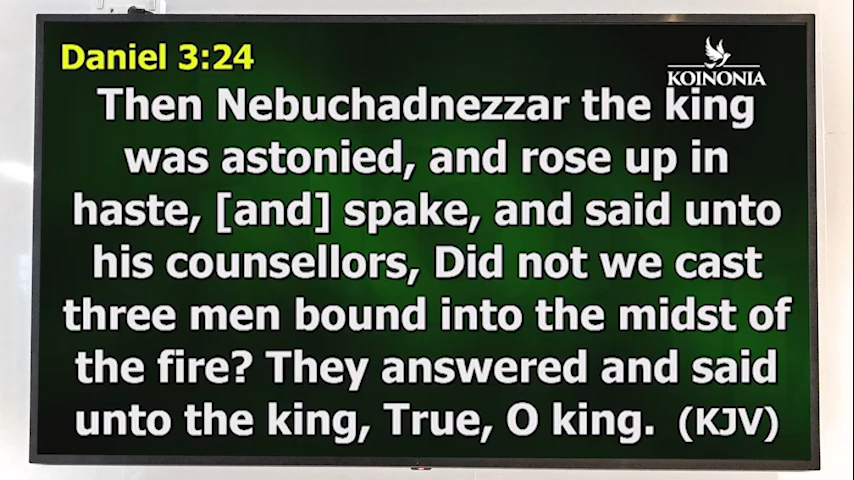 Daniel 3:24
KOINONIA
Then Nebuchadnezzar the king
was astonied, and rose up in
haste, [and] spake, and said unto
his counsellors, Did not we cast
three men bound into the midst of
the fire? They answered and said
unto the king, True, O king. (KJV)